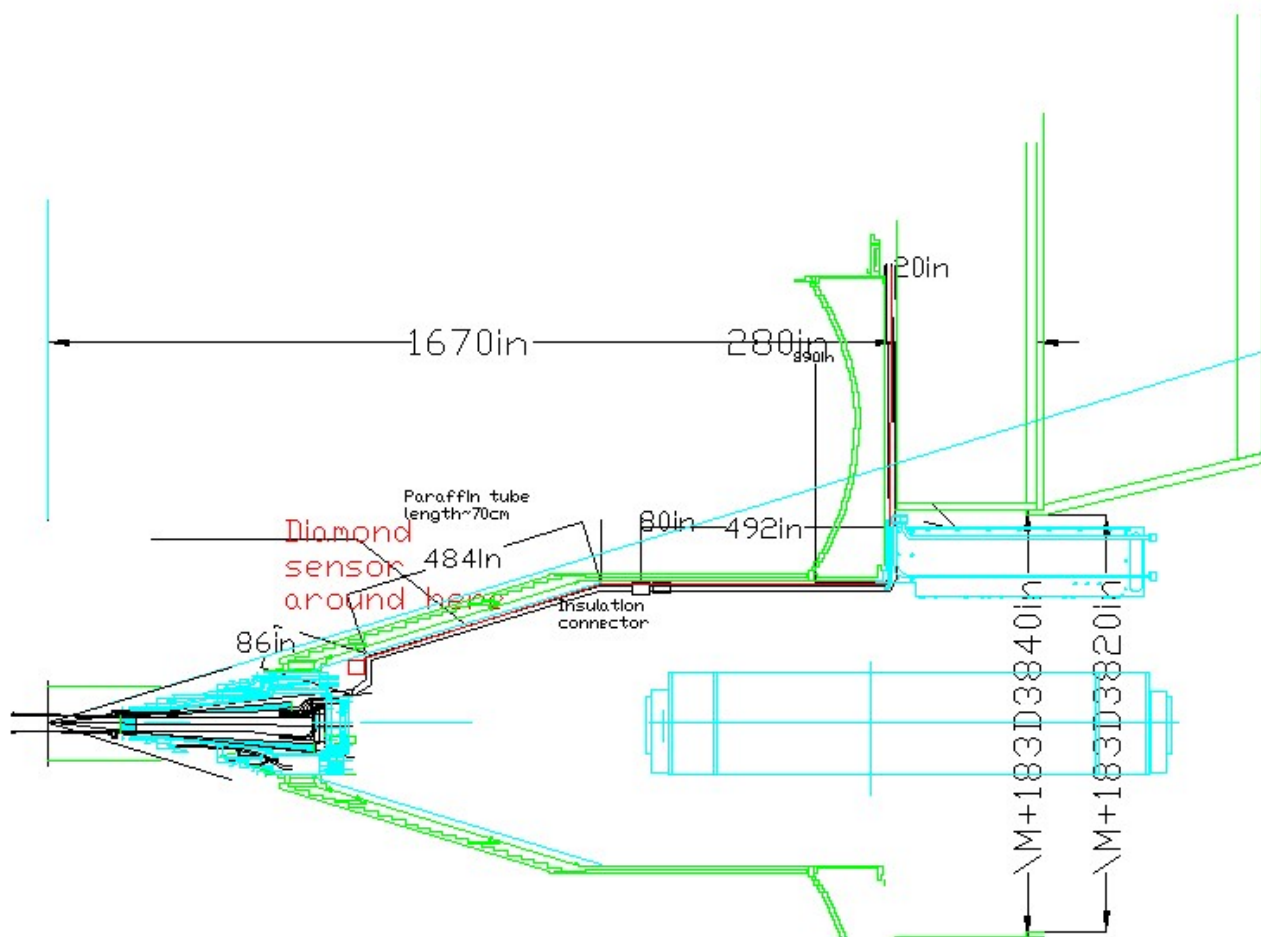 20in
1670in
280in
890in
Paraffin tube
length~70cm
80in
492in
Diamond
sensor
around here
484in
Insulation
connector
86in
\M+183D3840in
\M+183D3820in